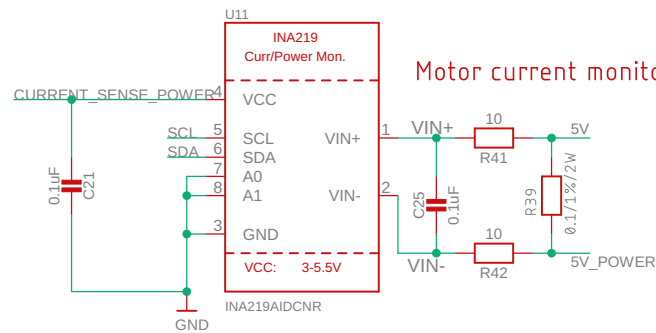 U11
INA219
Curr/Power Mon.
Motor current monito
CURRENT_SENSE_POWER
4
VCC
SCL
5
SCL
SDA
6
SDA
7
A0
8
A1
3
GND
VIN+
1
VIN-
2
VIN+
VIN-
10
R41
5V
R39
0.1/1%/2W
C25
0.1uF
10
R42
5V_POWER
0.1uF
C21
VCC: 3-5.5V
INA219AIDCNR
GND